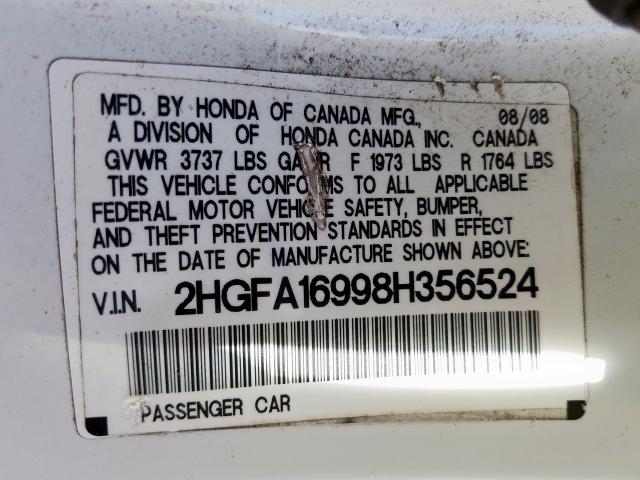 MFD. BY HONDA OF CANADA MFG., 08/08
A DIVISION OF HONDA CANADA INC. CANADA
GVWR 3737 LBS GAWR F 1973 LBS R 1764 LBS
THIS VEHICLE CONFORMS TO ALL APPLICABLE
FEDERAL MOTOR VEHICLE SAFETY, BUMPER,
AND THEFT PREVENTION STANDARDS IN EFFECT
ON THE DATE OF MANUFACTURE SHOWN ABOVE:
V.I.N. 2HGFA16998H356524
PASSENGER CAR